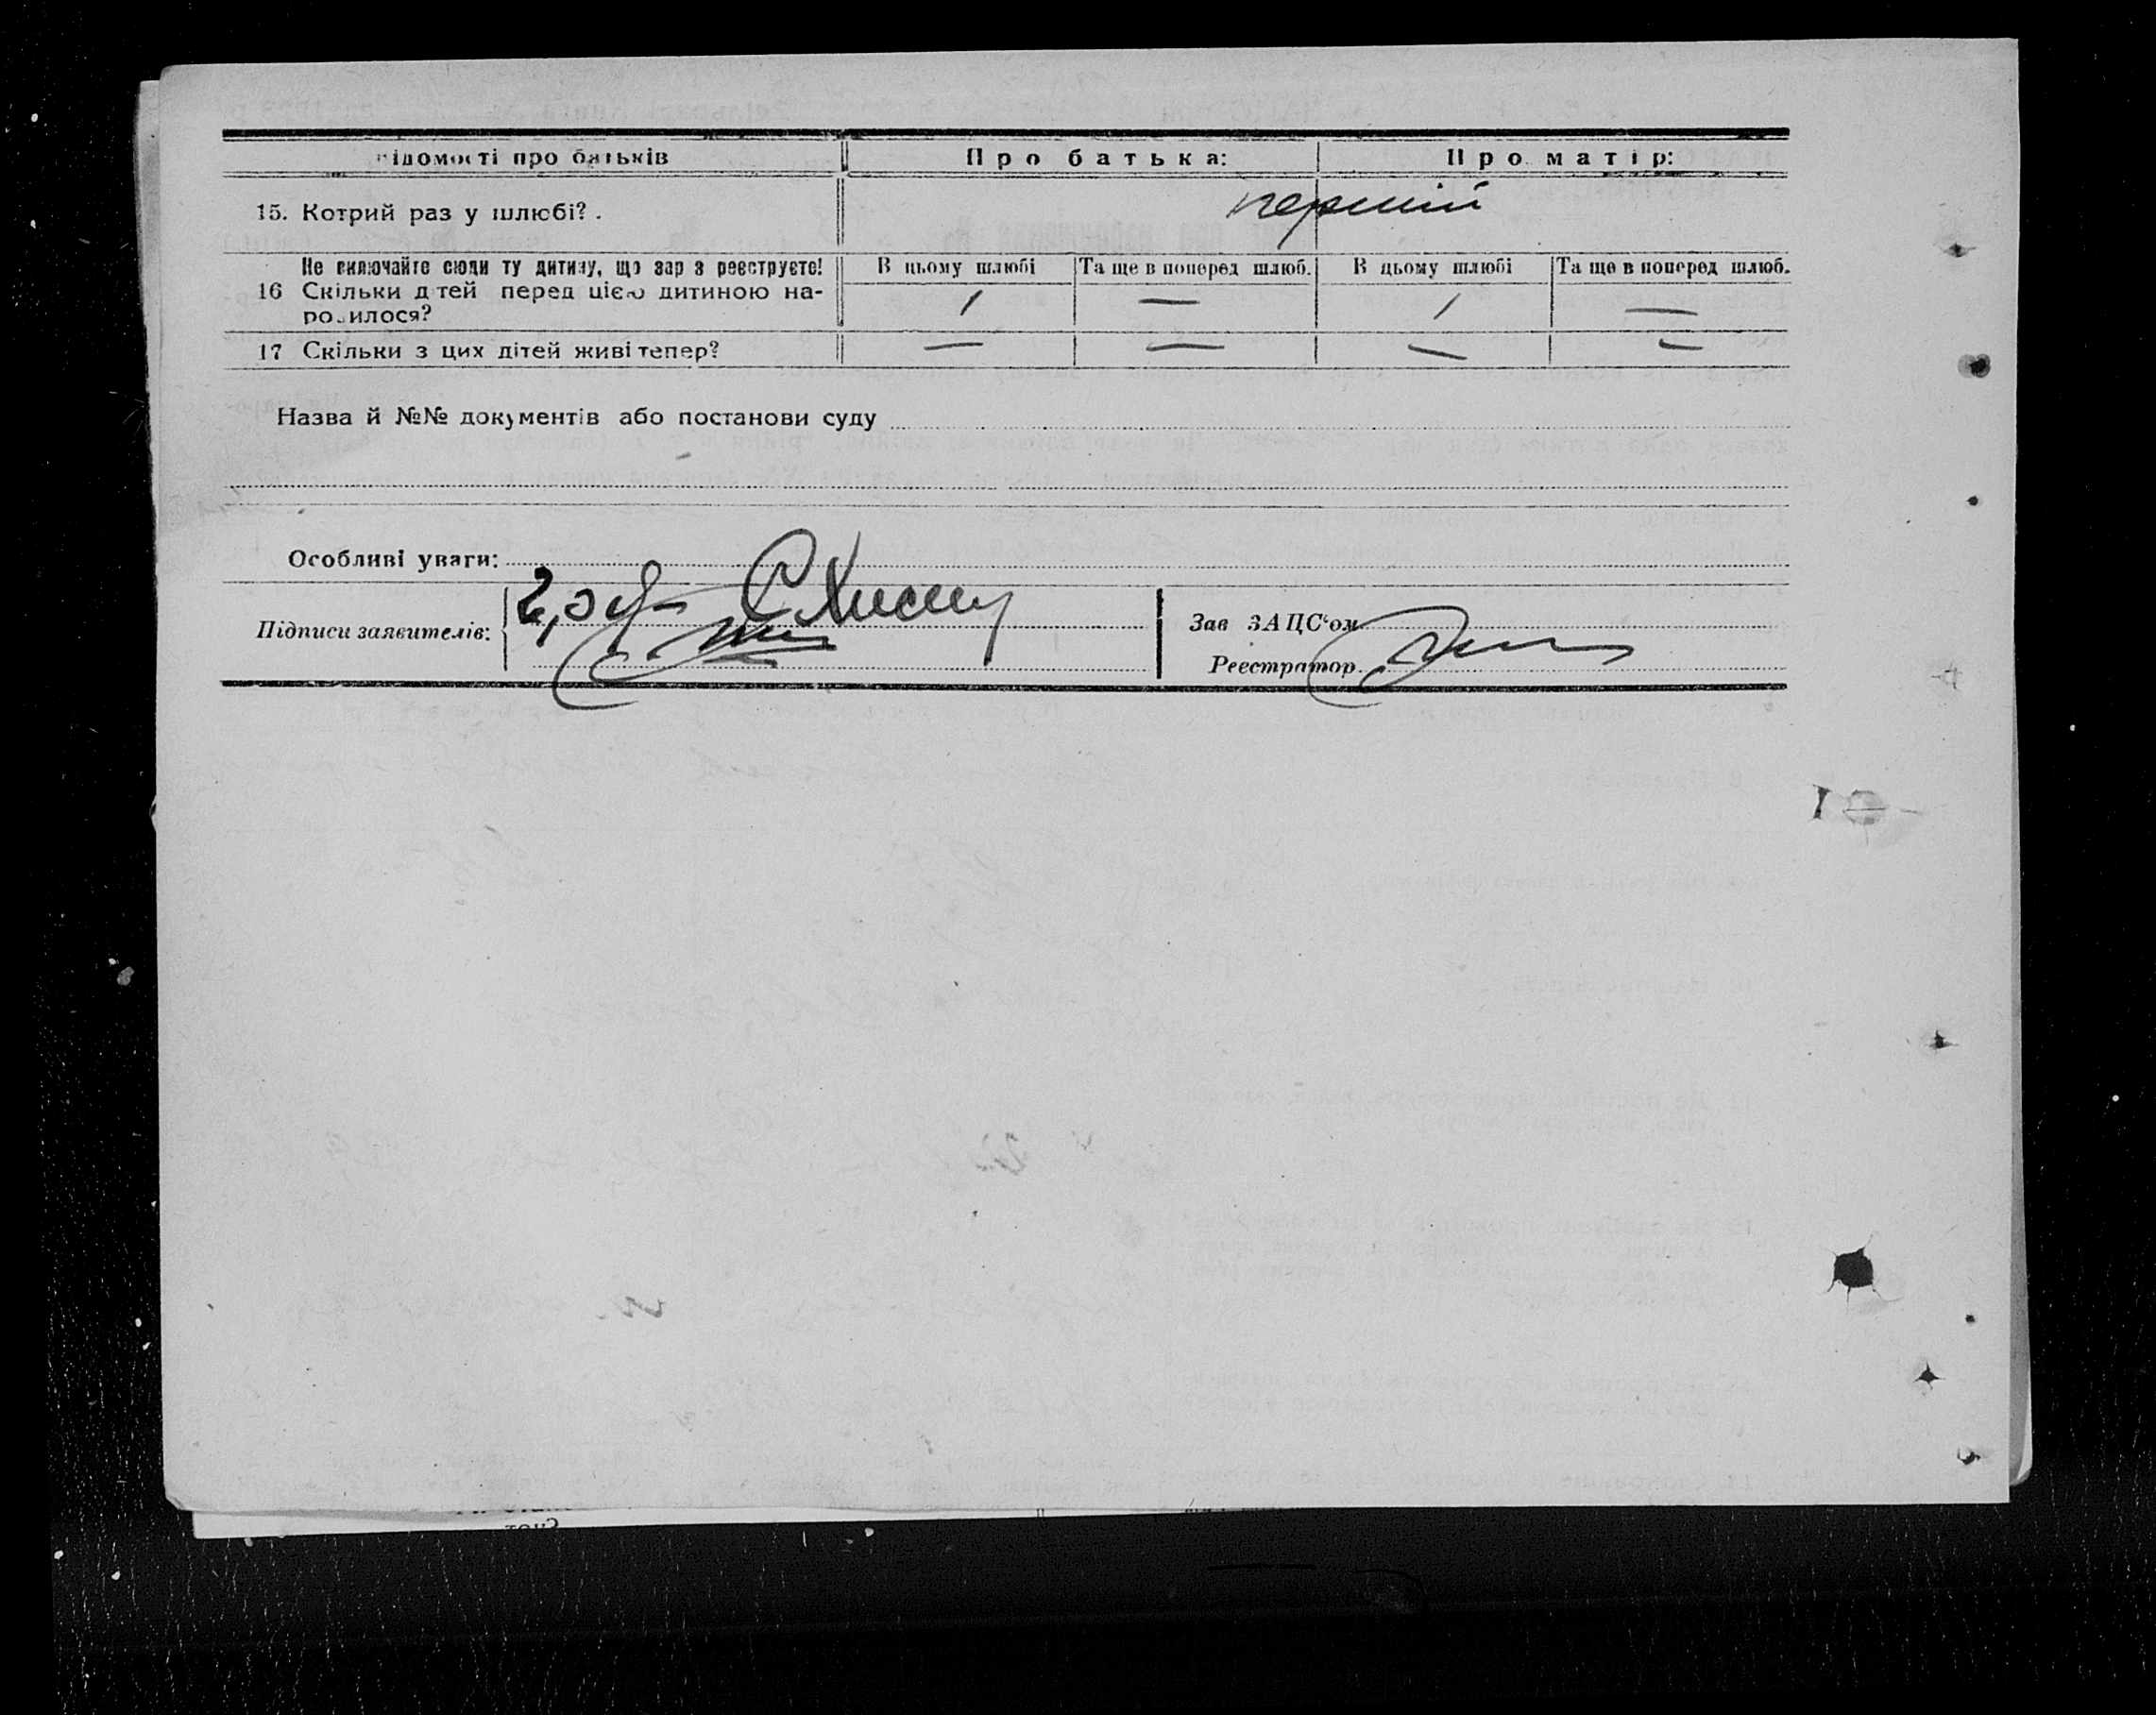 Відомості про батьків Про батька: Про матір:
15. Котрий раз у шлюбі? . перший
Не включайте сюди ту дитину, що зар з реєструєте! В цьому шлюбі Та ще в поперед шлюб. В цьому шлюбі Та ще в поперед шлюб.
16 Скільки д тей перед цією дитиною на- 1 — 1 —
родилося?
17 Скільки з цих дітей живі тепер? — — — —
Назва й №№ документів або постанови суду
Особливі уваги:
Підписи заявителів:
Зав ЗАЦС‘ом
Реєстратор